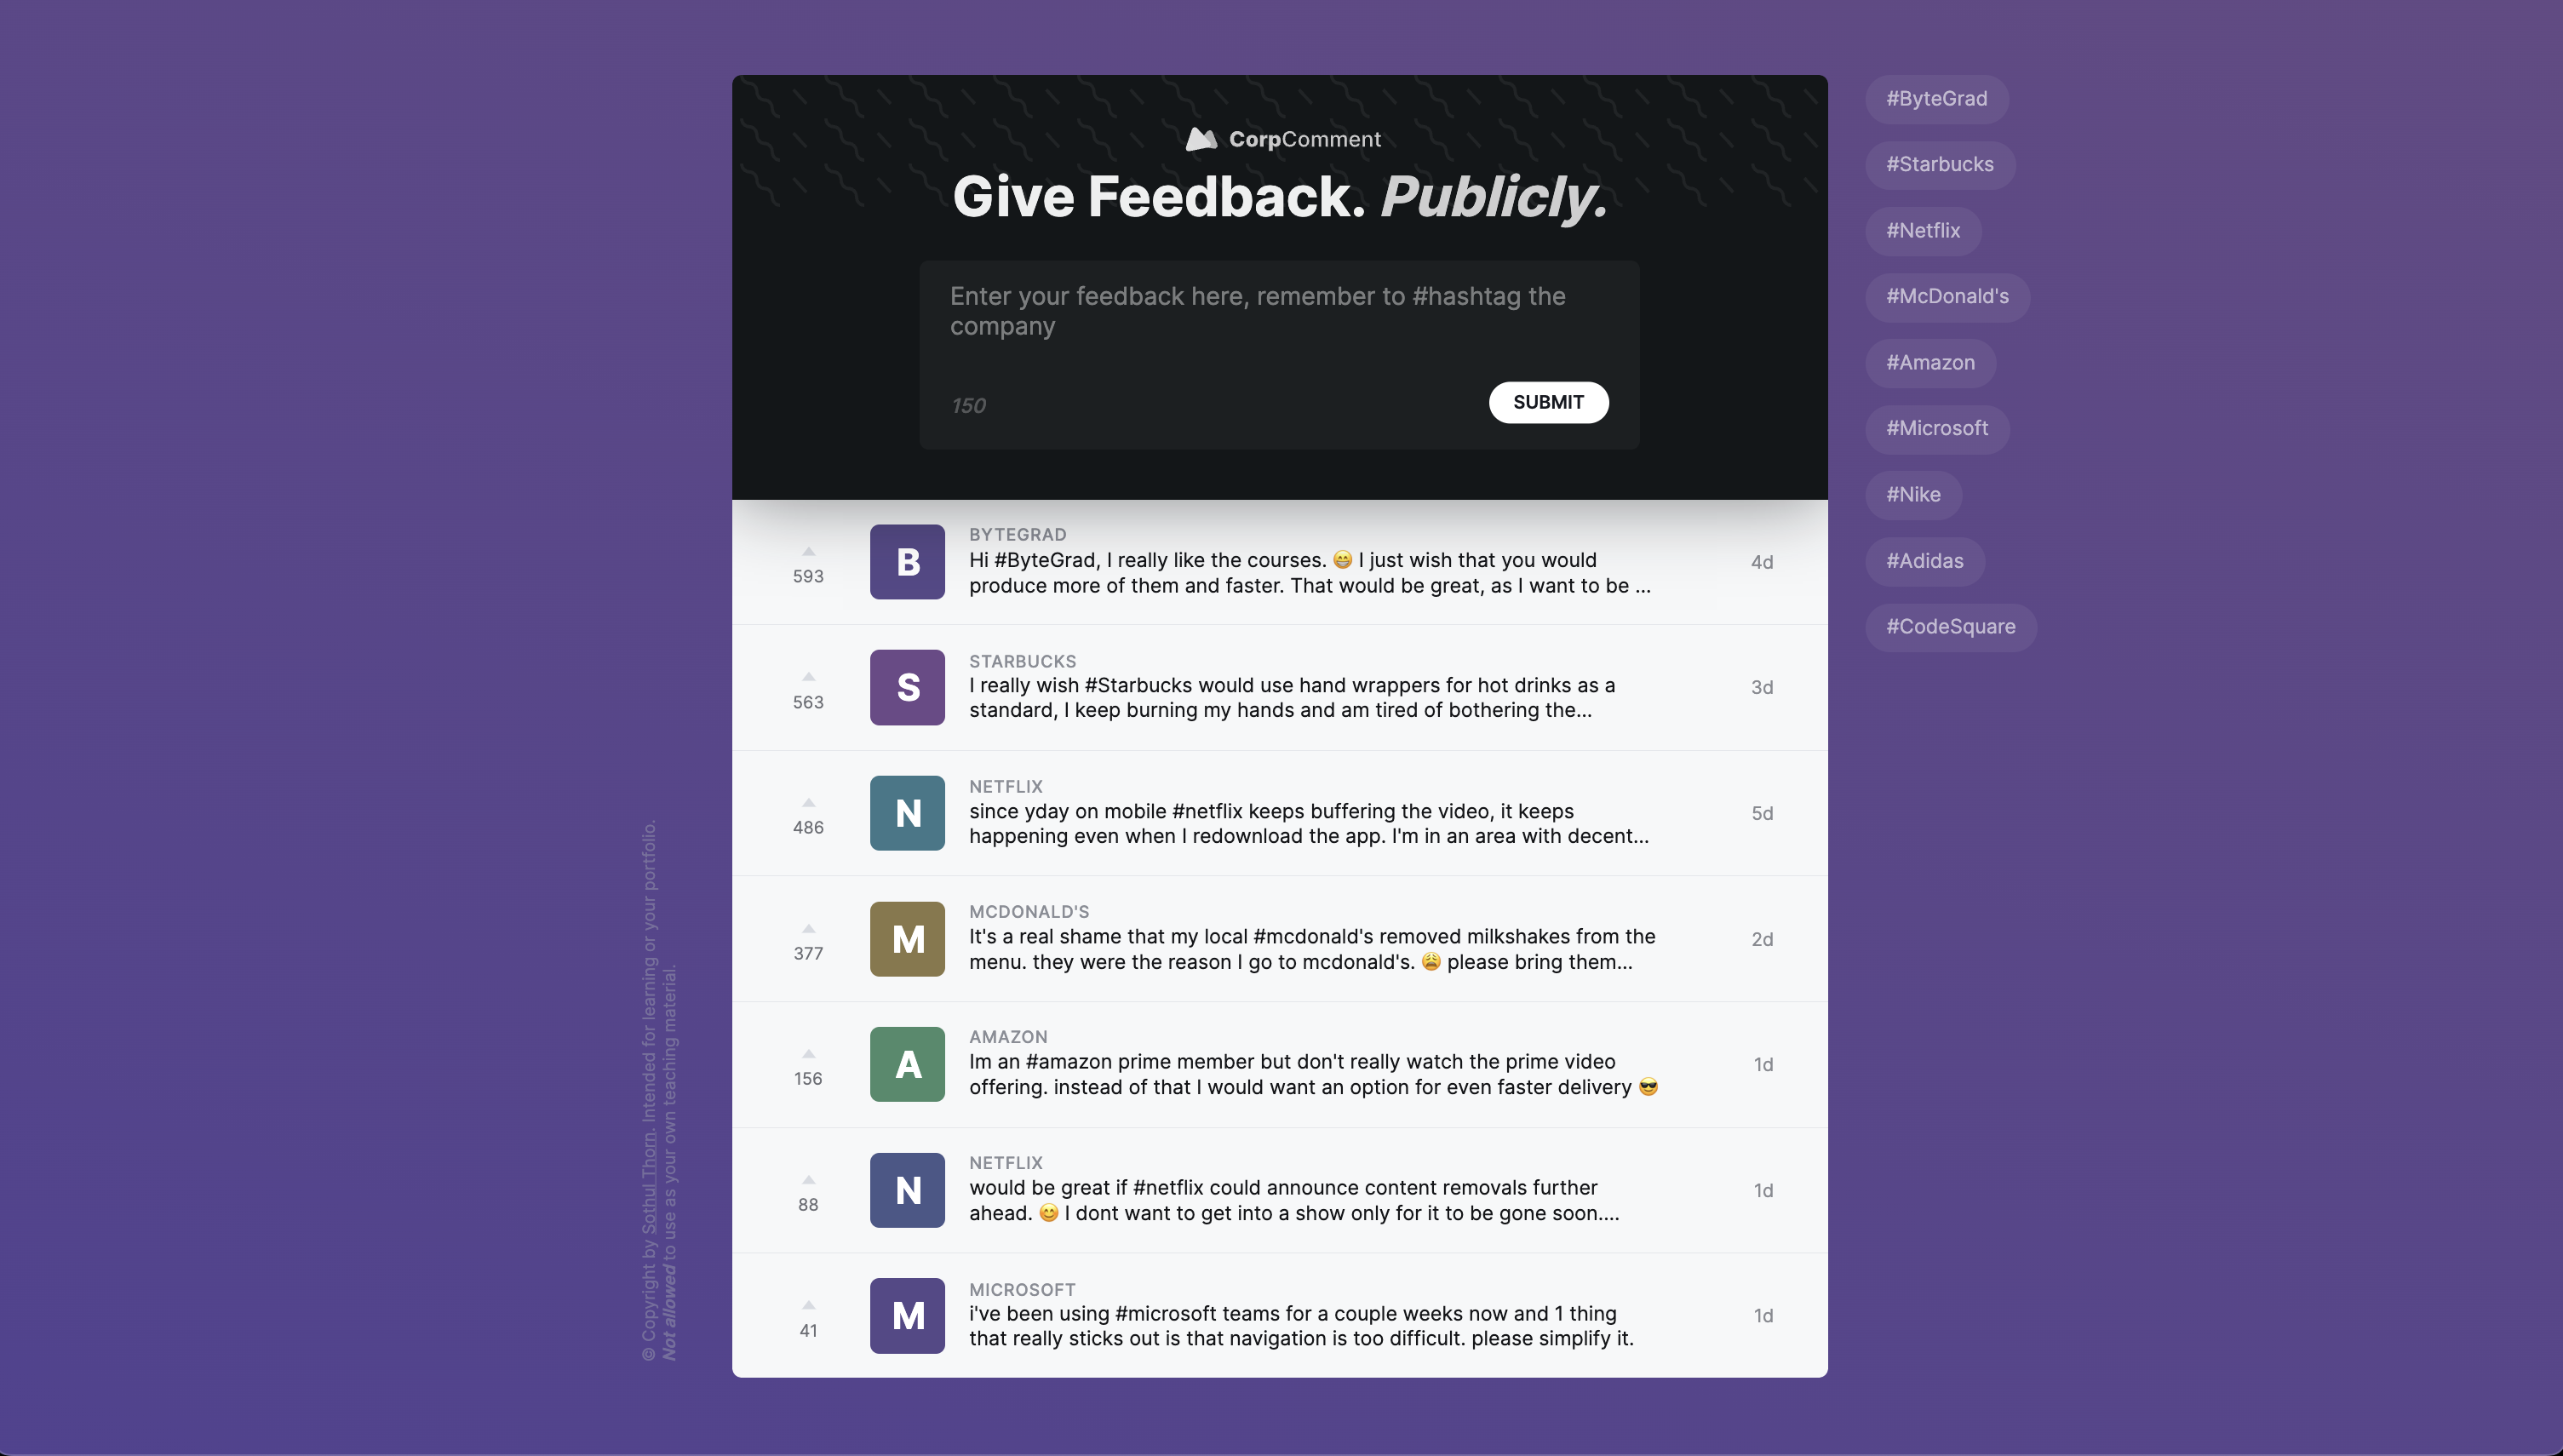 CorpComment
Give Feedback. Publicly.
Enter your feedback here, remember to #hashtag the
company
150
SUBMIT
593
B
BYTEGRAD
Hi #ByteGrad, I really like the courses. 😁 I just wish that you would
produce more of them and faster. That would be great, as I want to be ...
4d
563
S
STARBUCKS
I really wish #Starbucks would use hand wrappers for hot drinks as a
standard, I keep burning my hands and am tired of bothering the...
3d
486
N
NETFLIX
since yday on mobile #netflix keeps buffering the video, it keeps
happening even when I redownload the app. I'm in an area with decent...
5d
377
M
MCDONALD'S
It's a real shame that my local #mcdonald's removed milkshakes from the
menu. they were the reason I go to mcdonald's. 😩 please bring them...
2d
156
A
AMAZON
Im an #amazon prime member but don't really watch the prime video
offering. instead of that I would want an option for even faster delivery 😎
1d
88
N
NETFLIX
would be great if #netflix could announce content removals further
ahead. 😊 I dont want to get into a show only for it to be gone soon....
1d
41
M
MICROSOFT
i've been using #microsoft teams for a couple weeks now and 1 thing
that really sticks out is that navigation is too difficult. please simplify it.
1d
#ByteGrad
#Starbucks
#Netflix
#McDonald's
#Amazon
#Microsoft
#Nike
#Adidas
#CodeSquare
© Copyright by Sothul Thorn. Intended for learning or your portfolio.
Not allowed to use as your own teaching material.